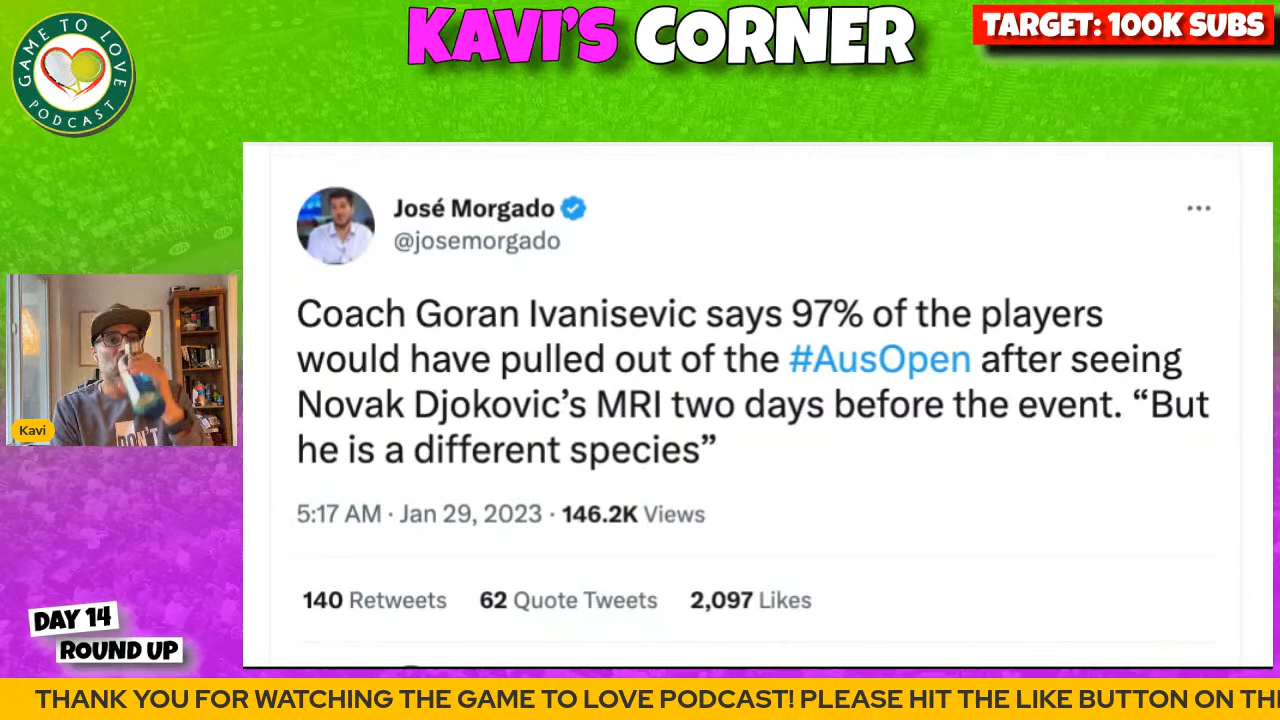 GAME TO LOVE
PODCAST
KAVI'S CORNER
TARGET: 100K SUBS
José Morgado
@josemorgado
Coach Goran Ivanisevic says 97% of the players
would have pulled out of the #AusOpen after seeing
Novak Djokovic’s MRI two days before the event. “But
he is a different species”
5:17 AM · Jan 29, 2023 · 146.2K Views
140 Retweets 62 Quote Tweets 2,097 Likes
DON'T
Kavi
DAY 14
ROUND UP
THANK YOU FOR WATCHING THE GAME TO LOVE PODCAST! PLEASE HIT THE LIKE BUTTON ON